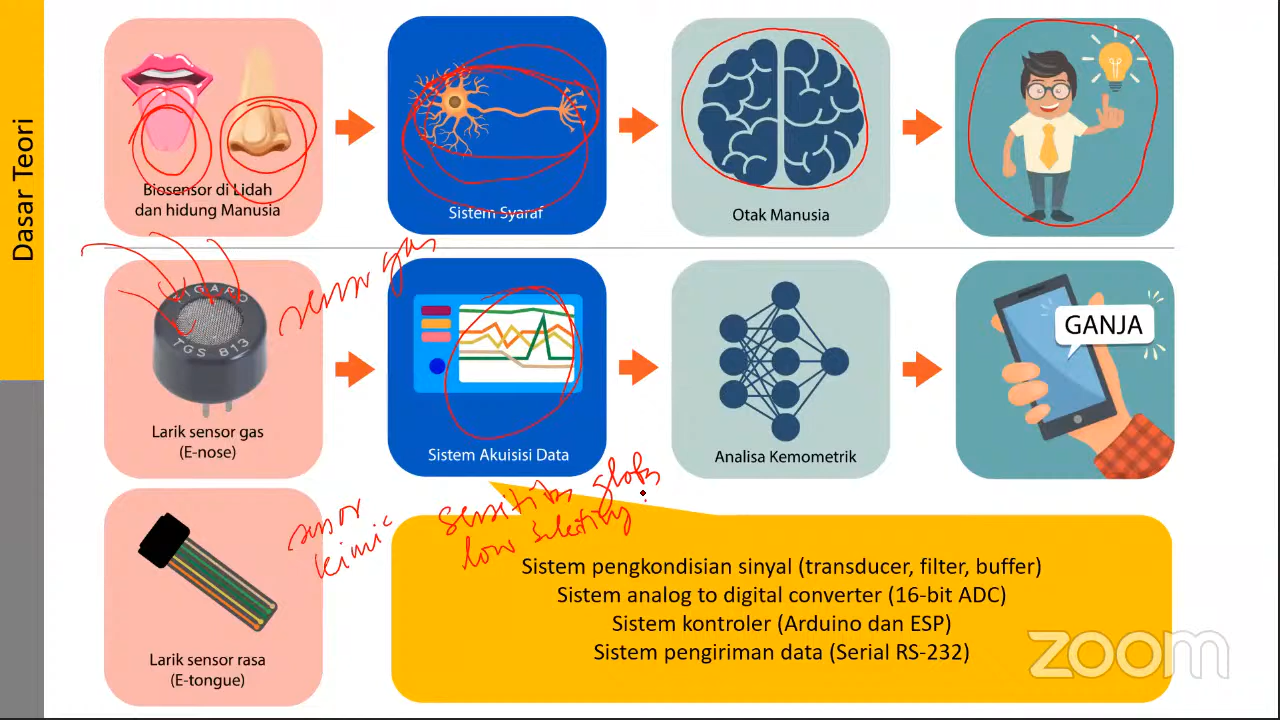 Dasar Teori
Biosensor di Lidah
dan hidung Manusia
Sistem Syaraf
Otak Manusia
FIGARO
TGS 813
sensor gas
GANJA
Larik sensor gas
(E-nose)
Sistem Akuisisi Data
Analisa Kemometrik
sensor
kimia
sensitifitas global
low
Sistem pengkondisian sinyal (transducer, filter, buffer)
Sistem analog to digital converter (16-bit ADC)
Sistem kontroler (Arduino dan ESP)
Sistem pengiriman data (Serial RS-232)
Larik sensor rasa
(E-tongue)
zoom